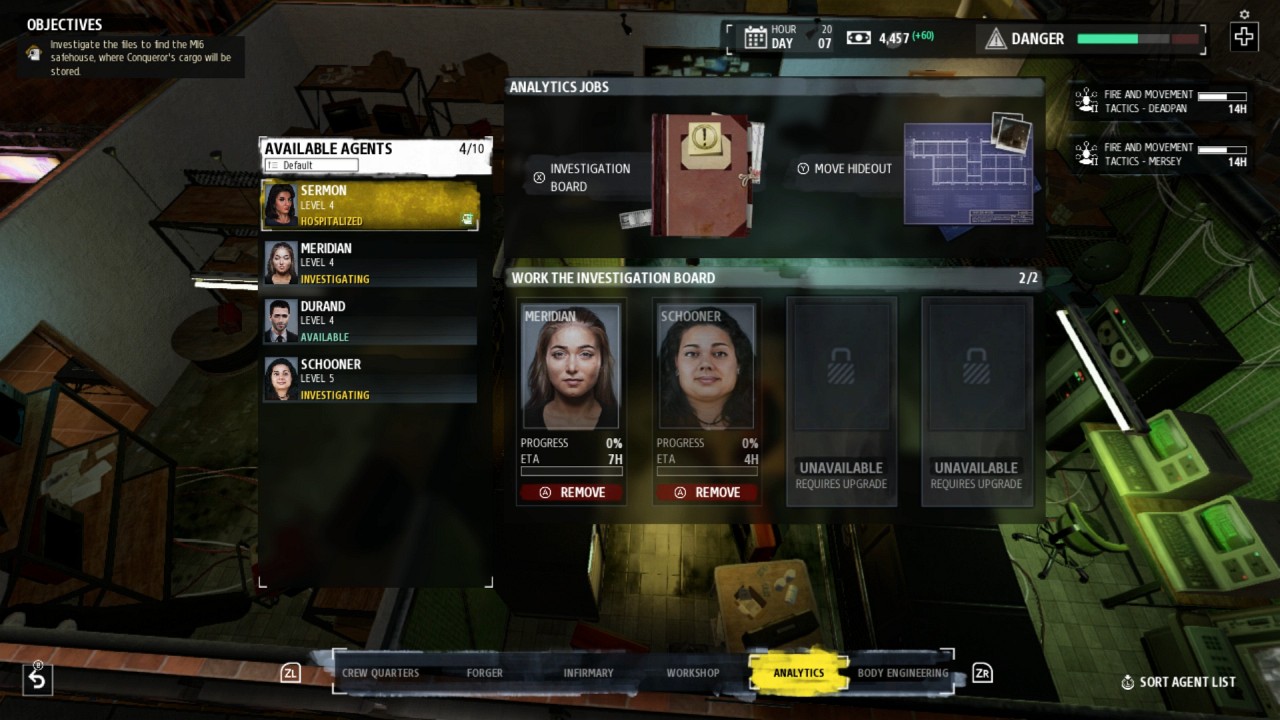 OBJECTIVES
Investigate the files to find the MI6
safehouse, where Conqueror's cargo will be
stored.
HOUR 20
DAY 07
4,457 (+60)
DANGER
FIRE AND MOVEMENT
TACTICS - DEADPAN 14H
FIRE AND MOVEMENT
TACTICS - MERSEY 14H
AVAILABLE AGENTS 4/10
Default
SERMON
LEVEL 4
HOSPITALIZED
MERIDIAN
LEVEL 4
INVESTIGATING
DURAND
LEVEL 4
AVAILABLE
SCHOONER
LEVEL 5
INVESTIGATING
ANALYTICS JOBS
X INVESTIGATION
BOARD
Y MOVE HIDEOUT
WORK THE INVESTIGATION BOARD 2/2
MERIDIAN
PROGRESS 0%
ETA 7H
A REMOVE
SCHOONER
PROGRESS 0%
ETA 4H
A REMOVE
UNAVAILABLE
REQUIRES UPGRADE
UNAVAILABLE
REQUIRES UPGRADE
B
ZL CREW QUARTERS FORGER INFIRMARY WORKSHOP ANALYTICS BODY ENGINEERING ZR
SORT AGENT LIST